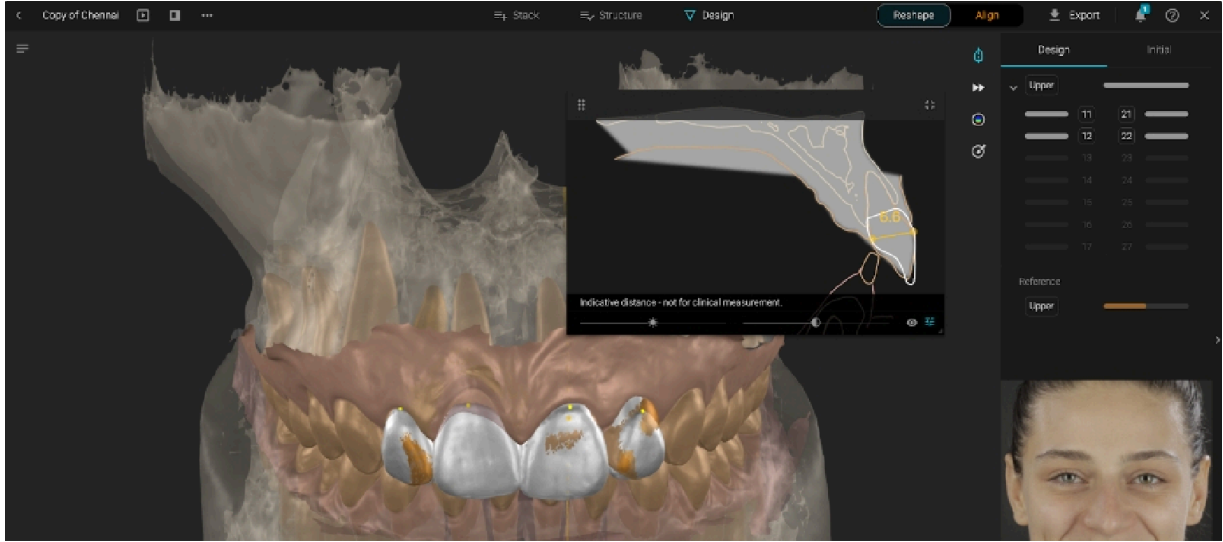 Copy of Chennai
Stack
Structure
Design
Reshape
Align
Export
1
Design
Initial
Upper
11 21
12 22
13 23
14 24
15 25
16 26
17 27
Reference
Upper
6.6
Indicative distance - not for clinical measurement.